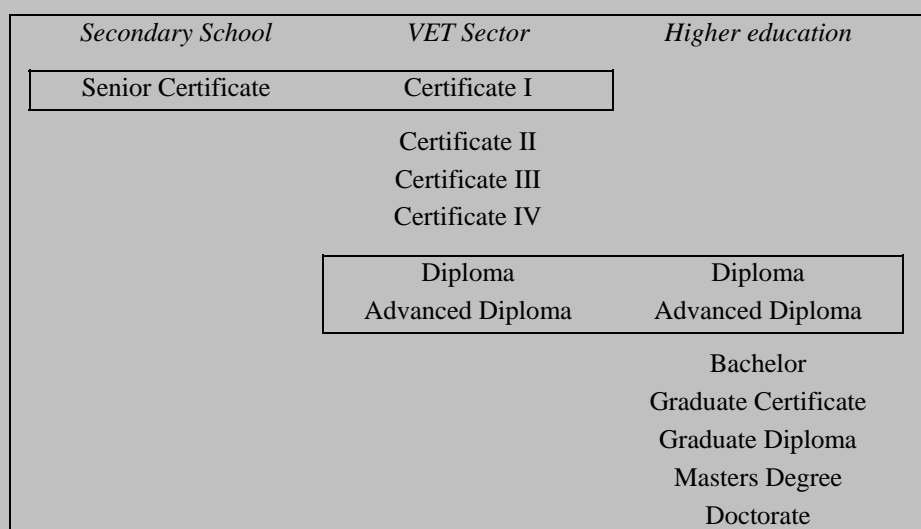 Secondary School VET Sector Higher education
Senior Certificate Certificate I
Certificate II
Certificate III
Certificate IV
Diploma Diploma
Advanced Diploma Advanced Diploma
Bachelor
Graduate Certificate
Graduate Diploma
Masters Degree
Doctorate